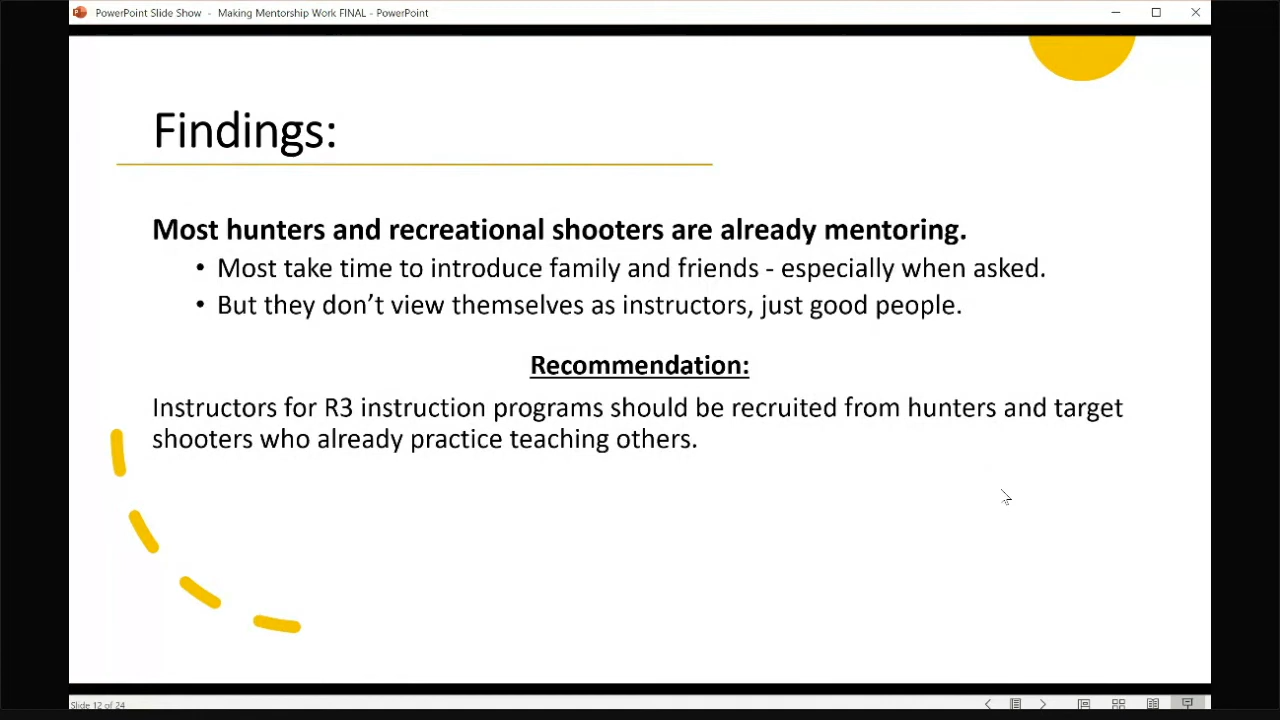 PowerPoint Slide Show - Making Mentorship Work FINAL - PowerPoint
Findings:
Most hunters and recreational shooters are already mentoring.
• Most take time to introduce family and friends - especially when asked.
• But they don’t view themselves as instructors, just good people.
Recommendation:
Instructors for R3 instruction programs should be recruited from hunters and target
shooters who already practice teaching others.
Slide 12 of 24